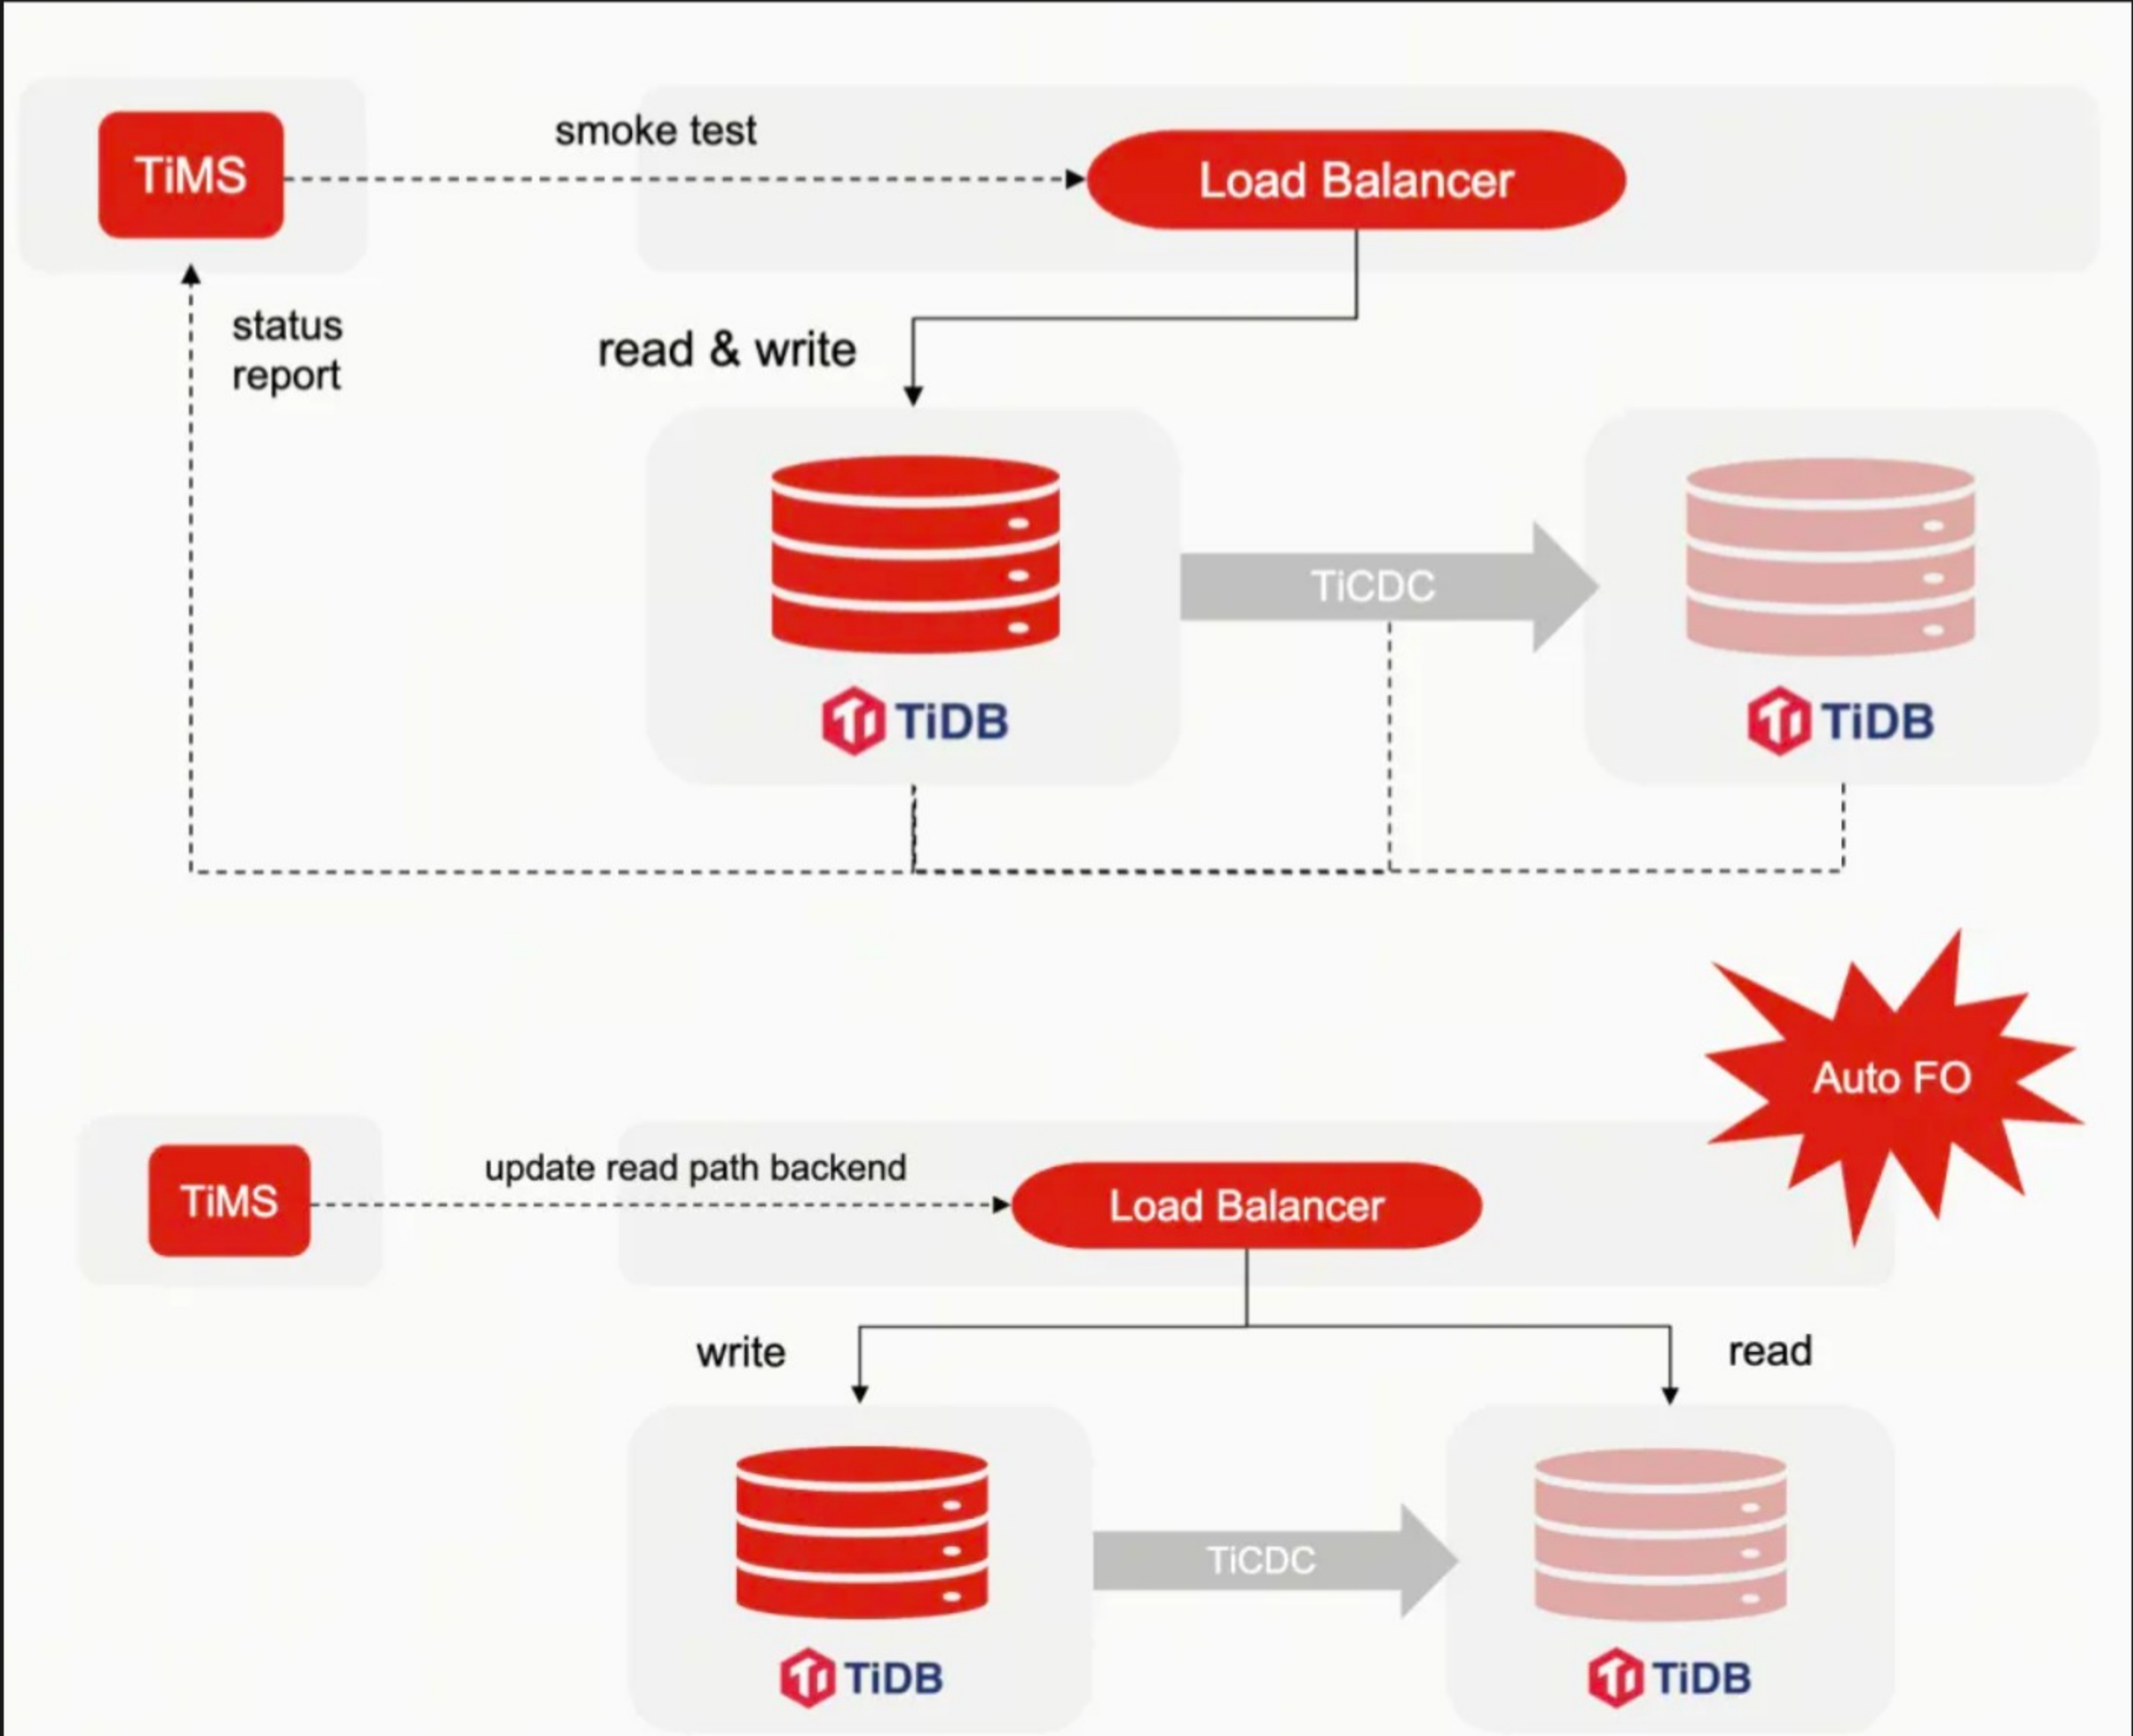 smoke test
TiMS
Load Balancer
status
report
read & write
TiCDC
TiDB
TiDB
Auto FO
update read path backend
TiMS
Load Balancer
write
read
TiCDC
TiDB
TiDB